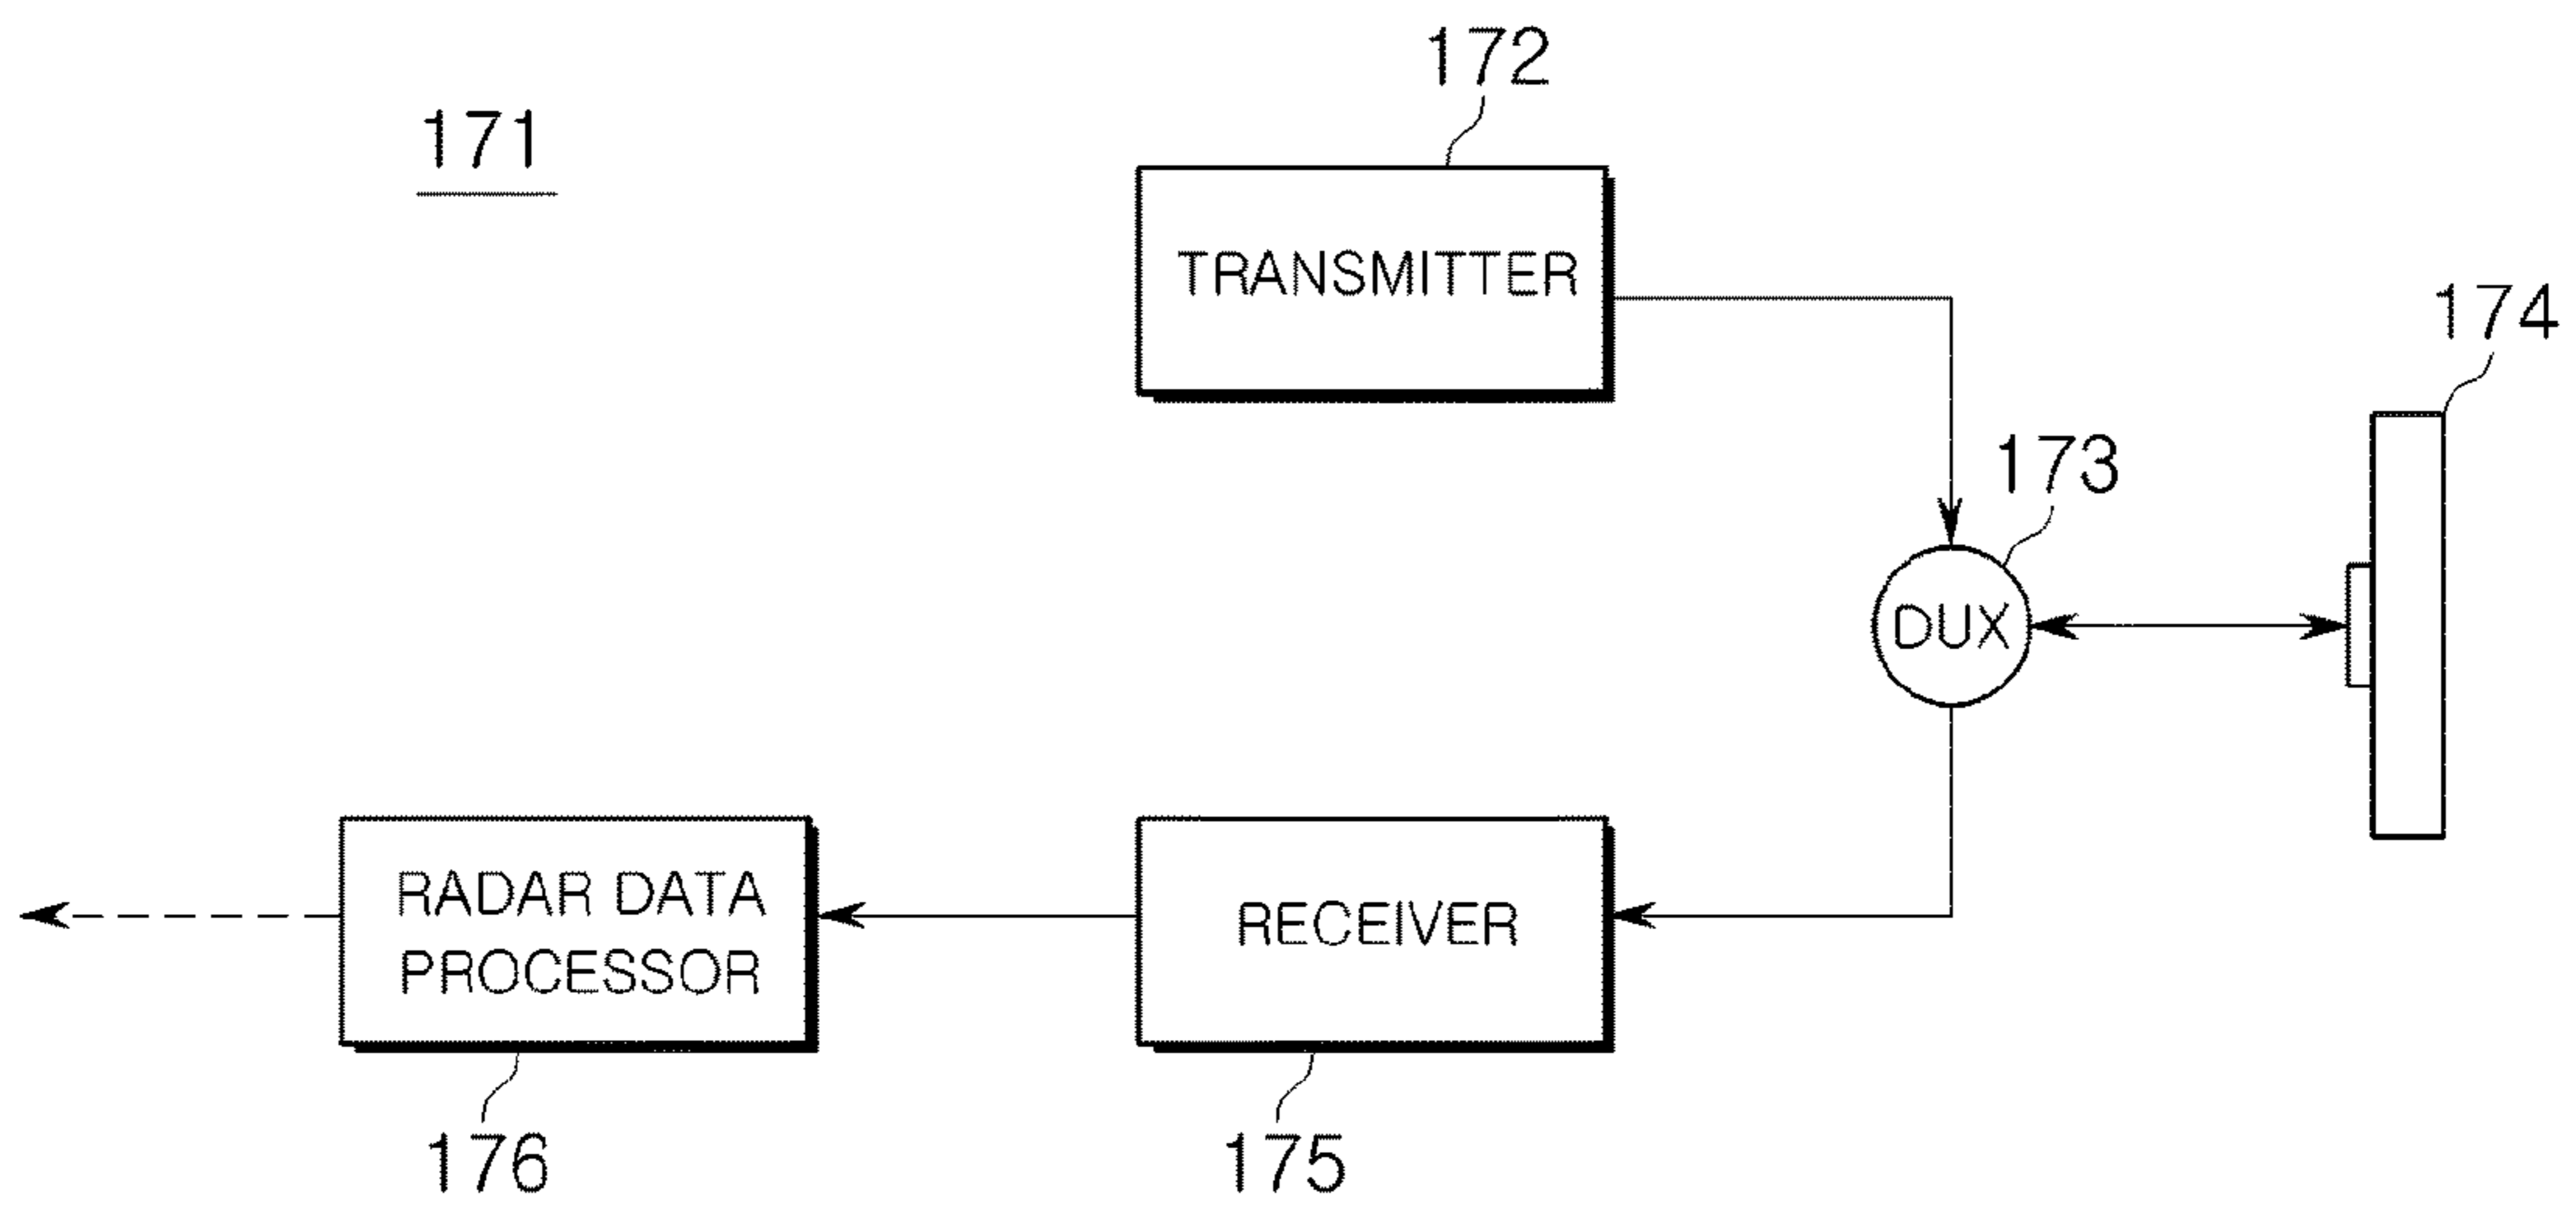 172
171
TRANSMITTER
174
173
DUX
RADAR DATA
PROCESSOR
RECEIVER
176
175